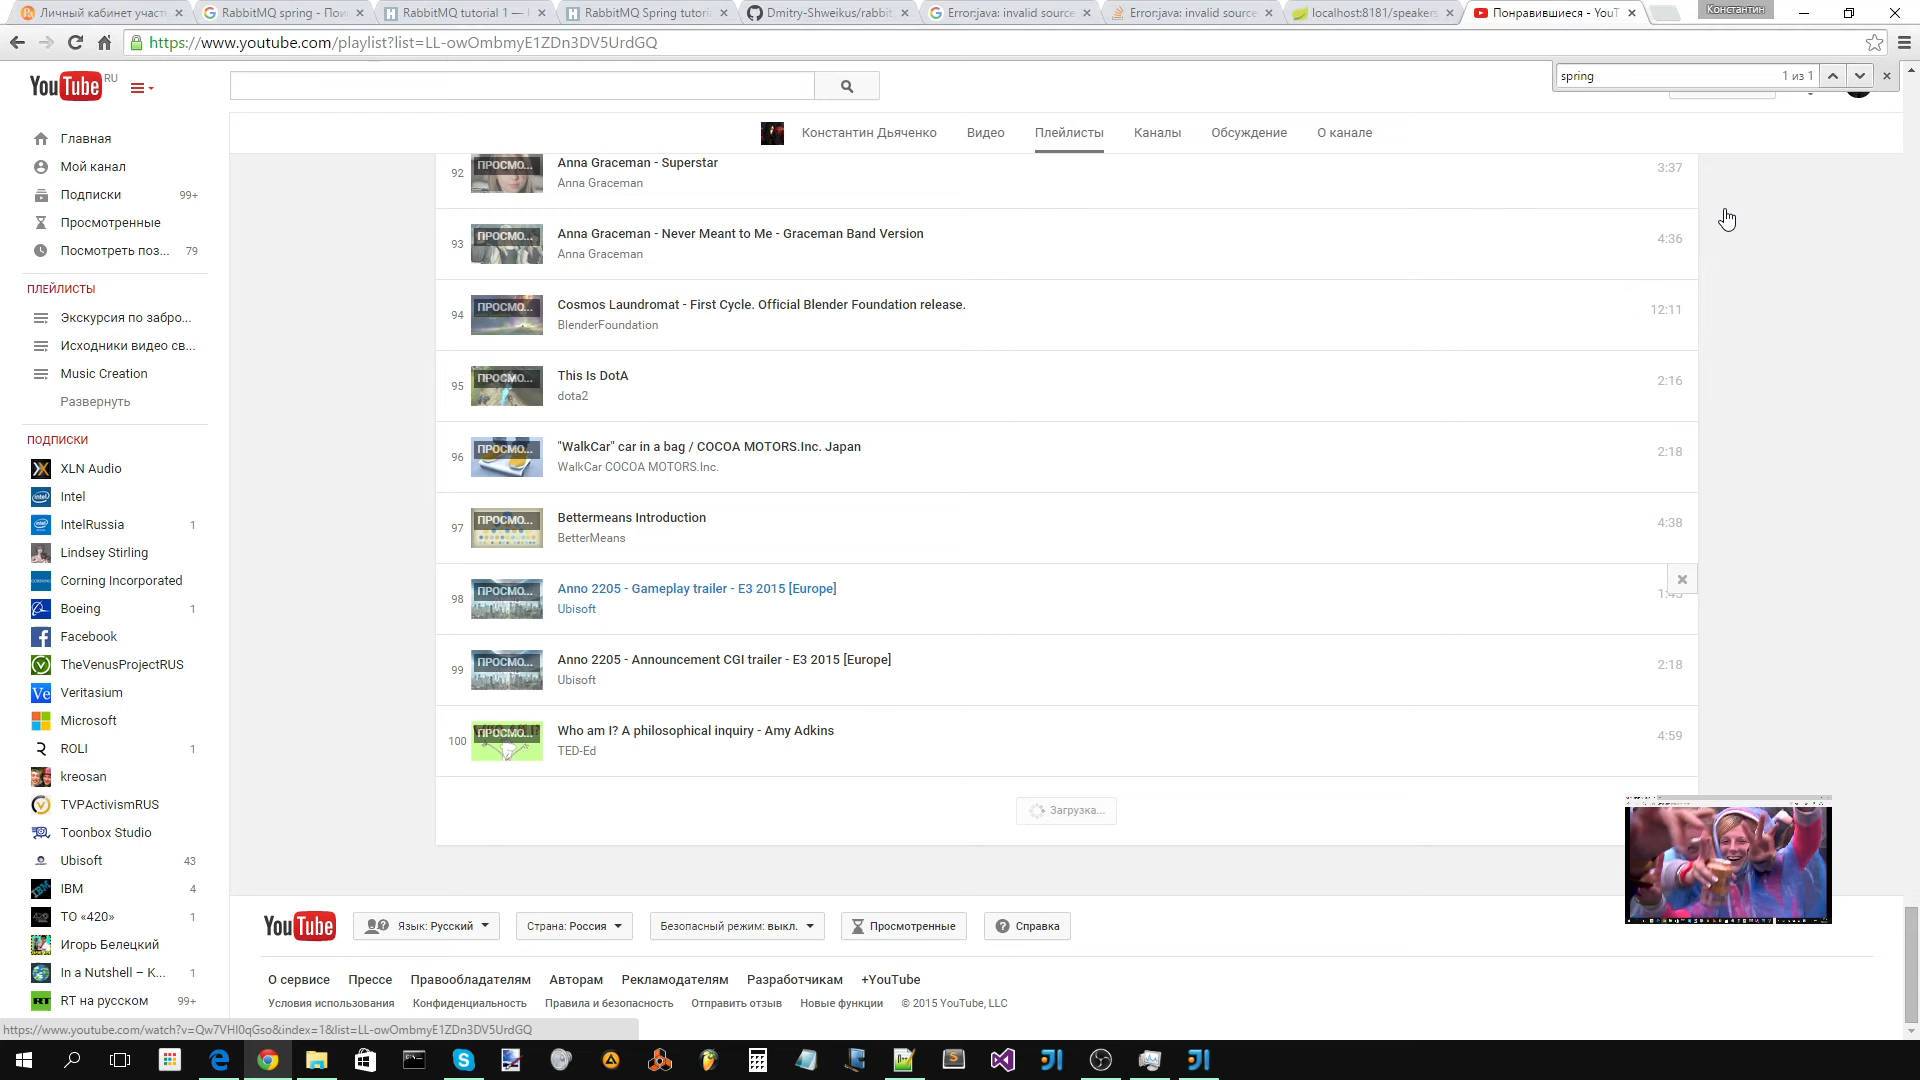 Личный кабинет участ
RabbitMQ spring - Пои
RabbitMQ tutorial 1 —
RabbitMQ Spring tutori
Dmitry-Shweikus/rabbit
Error:java: invalid source
Error:java: invalid source
localhost:8181/speakers
Понравившиеся - YouT
Константин
https://www.youtube.com/playlist?list=LL-owOmbmyE1ZDn3DV5UrdGQ
YouTube RU
spring
1 из 1
Константин Дьяченко
Видео
Плейлисты
Каналы
Обсуждение
О канале
Главная
Мой канал
Подписки 99+
Просмотренные
Посмотреть поз... 79
ПЛЕЙЛИСТЫ
Экскурсия по забро...
Исходники видео св...
Music Creation
Развернуть
ПОДПИСКИ
XLN Audio
Intel
IntelRussia 1
Lindsey Stirling
Corning Incorporated
Boeing 1
Facebook
TheVenusProjectRUS
Veritasium
Microsoft
ROLI 1
kreosan
TVPActivismRUS
Toonbox Studio
Ubisoft 43
IBM 4
ТО «420» 1
Игорь Белецкий
In a Nutshell – K... 1
RT на русском 99+
92 ПРОСМО... Anna Graceman - Superstar 3:37
Anna Graceman
93 ПРОСМО... Anna Graceman - Never Meant to Me - Graceman Band Version 4:36
Anna Graceman
94 ПРОСМО... Cosmos Laundromat - First Cycle. Official Blender Foundation release. 12:11
BlenderFoundation
95 ПРОСМО... This Is DotA 2:16
dota2
96 ПРОСМО... "WalkCar" car in a bag / COCOA MOTORS.Inc. Japan 2:18
WalkCar COCOA MOTORS.Inc.
97 ПРОСМО... Bettermeans Introduction 4:38
BetterMeans
98 ПРОСМО... Anno 2205 - Gameplay trailer - E3 2015 [Europe]
Ubisoft
99 ПРОСМО... Anno 2205 - Announcement CGI trailer - E3 2015 [Europe] 2:18
Ubisoft
100 ПРОСМО... Who am I? A philosophical inquiry - Amy Adkins 4:59
TED-Ed
Загрузка...
YouTube
Язык: Русский
Страна: Россия
Безопасный режим: выкл.
Просмотренные
Справка
О сервисе Прессе Правообладателям Авторам Рекламодателям Разработчикам +YouTube
Условия использования Конфиденциальность Правила и безопасность Отправить отзыв Новые функции © 2015 YouTube, LLC
https://www.youtube.com/watch?v=Qw7VHI0qGso&index=1&list=LL-owOmbmyE1ZDn3DV5UrdGQ